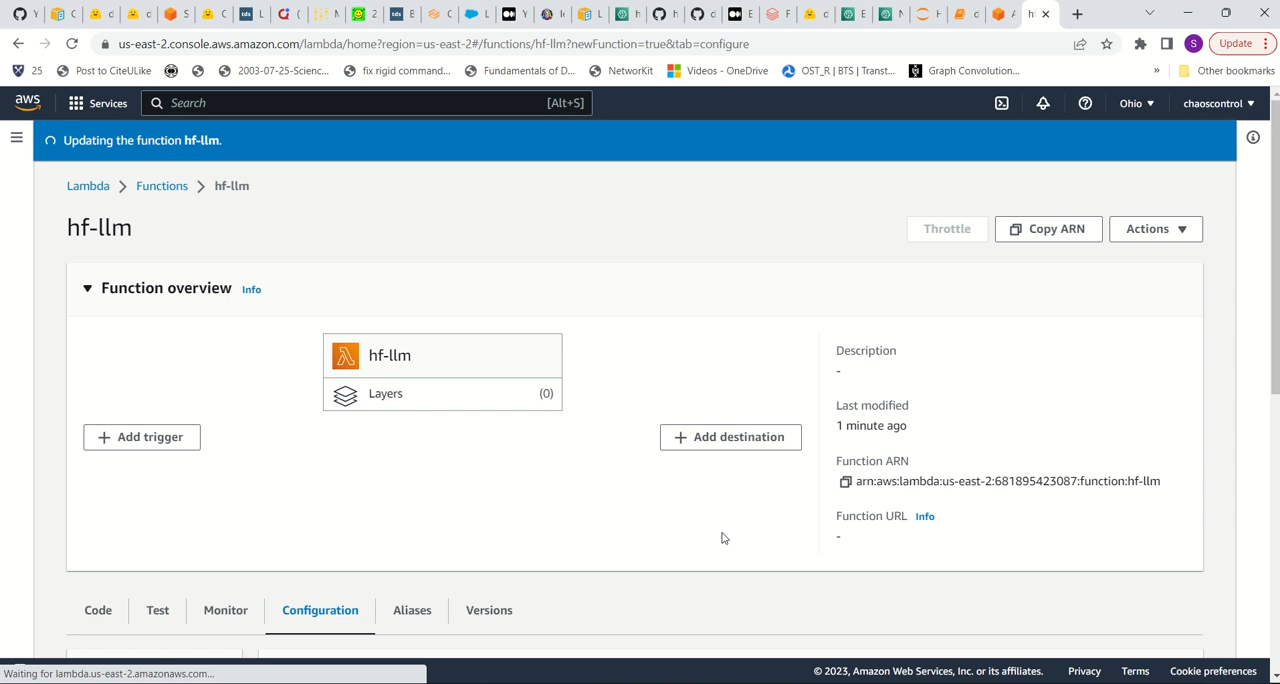 Update
us-east-2.console.aws.amazon.com/lambda/home?region=us-east-2#/functions/hf-llm?newFunction=true&tab=configure
25 Post to CiteULike 2003-07-25-Scienc... fix rigid command... Fundamentals of D... NetworKit Videos - OneDrive OST_R | BTS | Transt... Graph Convolution... » Other bookmarks
aws Services Search [Alt+S] Ohio ▼ chaoscontrol ▼
Updating the function hf-llm.
Lambda > Functions > hf-llm
hf-llm
Throttle Copy ARN Actions ▼
▼ Function overview Info
hf-llm
Layers (0)
+ Add trigger
+ Add destination
Description
-
Last modified
1 minute ago
Function ARN
arn:aws:lambda:us-east-2:681895423087:function:hf-llm
Function URL Info
-
Code Test Monitor Configuration Aliases Versions
Waiting for lambda.us-east-2.amazonaws.com...
© 2023, Amazon Web Services, Inc. or its affiliates. Privacy Terms Cookie preferences